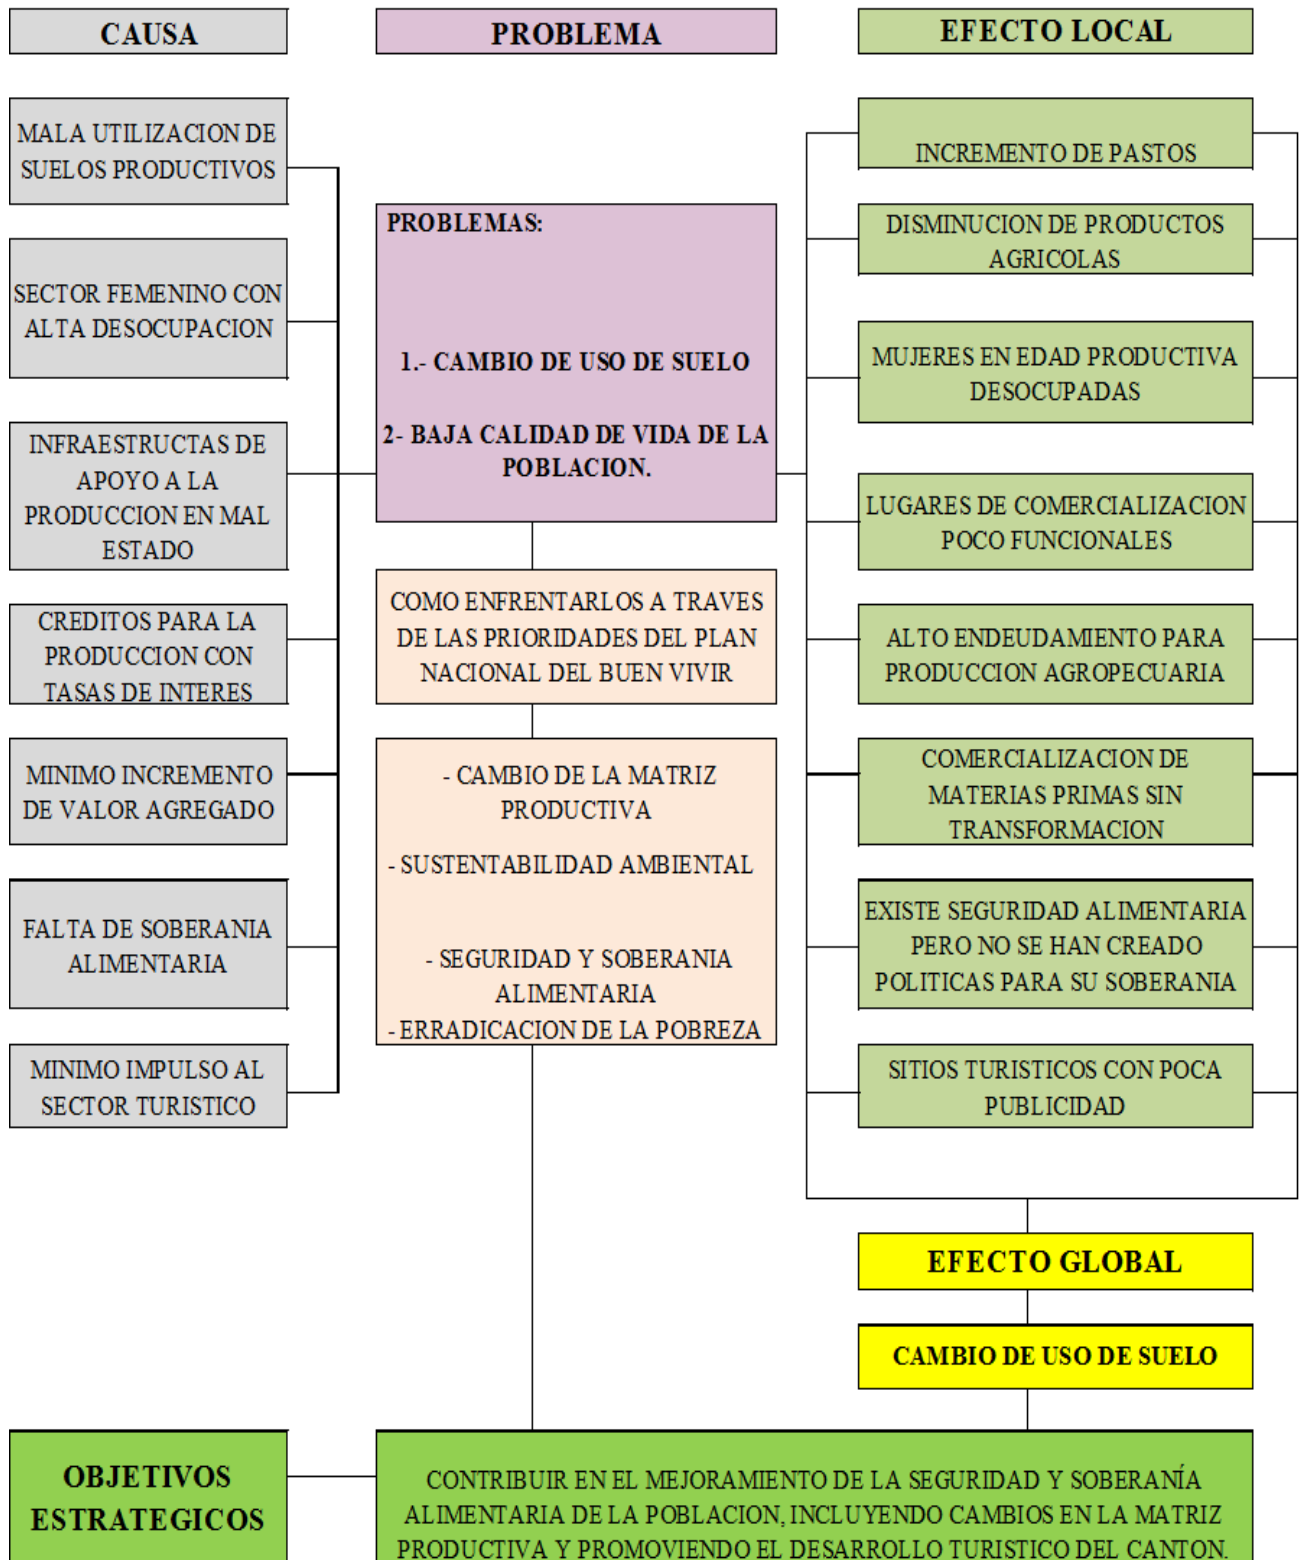 CAUSA
PROBLEMA
EFECTO LOCAL
MALA UTILIZACION DE
SUELOS PRODUCTIVOS
SECTOR FEMENINO CON
ALTA DESOCUPACION
INFRAESTRUCTAS DE
APOYO A LA
PRODUCCION EN MAL
ESTADO
CREDITOS PARA LA
PRODUCCION CON
TASAS DE INTERES
MINIMO INCREMENTO
DE VALOR AGREGADO
FALTA DE SOBERANIA
ALIMENTARIA
MINIMO IMPULSO AL
SECTOR TURISTICO
PROBLEMAS:
1.- CAMBIO DE USO DE SUELO
2- BAJA CALIDAD DE VIDA DE LA
POBLACION.
COMO ENFRENTARLOS A TRAVES
DE LAS PRIORIDADES DEL PLAN
NACIONAL DEL BUEN VIVIR
- CAMBIO DE LA MATRIZ
PRODUCTIVA
- SUSTENTABILIDAD AMBIENTAL
- SEGURIDAD Y SOBERANIA
ALIMENTARIA
- ERRADICACION DE LA POBREZA
INCREMENTO DE PASTOS
DISMINUCION DE PRODUCTOS
AGRICOLAS
MUJERES EN EDAD PRODUCTIVA
DESOCUPADAS
LUGARES DE COMERCIALIZACION
POCO FUNCIONALES
ALTO ENDEUDAMIENTO PARA
PRODUCCION AGROPECUARIA
COMERCIALIZACION DE
MATERIAS PRIMAS SIN
TRANSFORMACION
EXISTE SEGURIDAD ALIMENTARIA
PERO NO SE HAN CREADO
POLITICAS PARA SU SOBERANIA
SITIOS TURISTICOS CON POCA
PUBLICIDAD
EFECTO GLOBAL
CAMBIO DE USO DE SUELO
OBJETIVOS
ESTRATEGICOS
CONTRIBUIR EN EL MEJORAMIENTO DE LA SEGURIDAD Y SOBERANÍA
ALIMENTARIA DE LA POBLACION, INCLUYENDO CAMBIOS EN LA MATRIZ
PRODUCTIVA Y PROMOVIENDO EL DESARROLLO TURISTICO DEL CANTON.